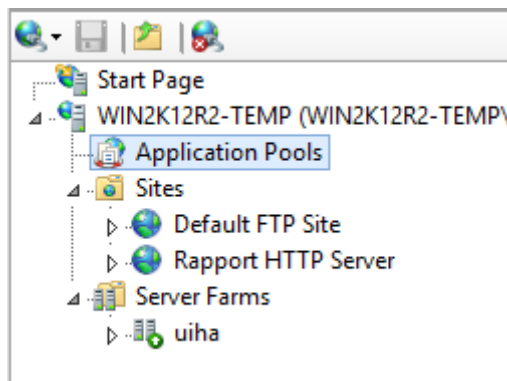 Start Page
WIN2K12R2-TEMP (WIN2K12R2-TEMP\
Application Pools
Sites
Default FTP Site
Rapport HTTP Server
Server Farms
uiha